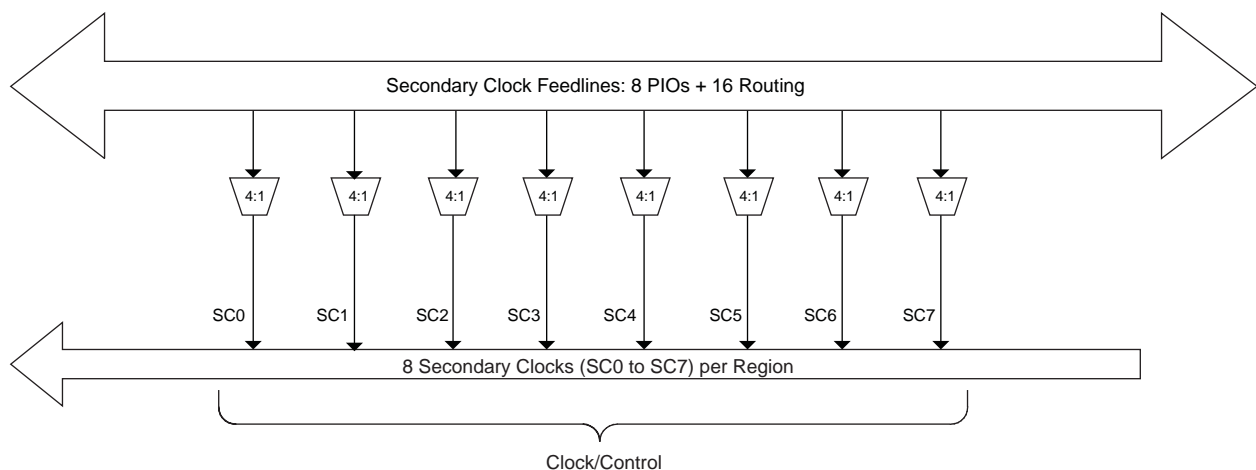 Secondary Clock Feedlines: 8 PIOs + 16 Routing
4:1 4:1 4:1 4:1 4:1 4:1 4:1 4:1
SC0 SC1 SC2 SC3 SC4 SC5 SC6 SC7
8 Secondary Clocks (SC0 to SC7) per Region
Clock/Control